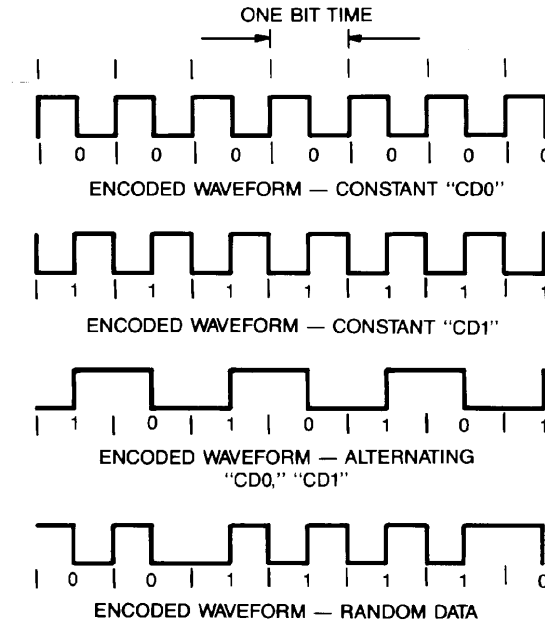 ONE BIT TIME
0 0 0 0 0 0 0
ENCODED WAVEFORM — CONSTANT “CD0”
1 1 1 1 1 1 1
ENCODED WAVEFORM — CONSTANT “CD1”
1 0 1 0 1 0 1
ENCODED WAVEFORM — ALTERNATING
“CD0,” “CD1”
0 0 1 1 1 1 0
ENCODED WAVEFORM — RANDOM DATA